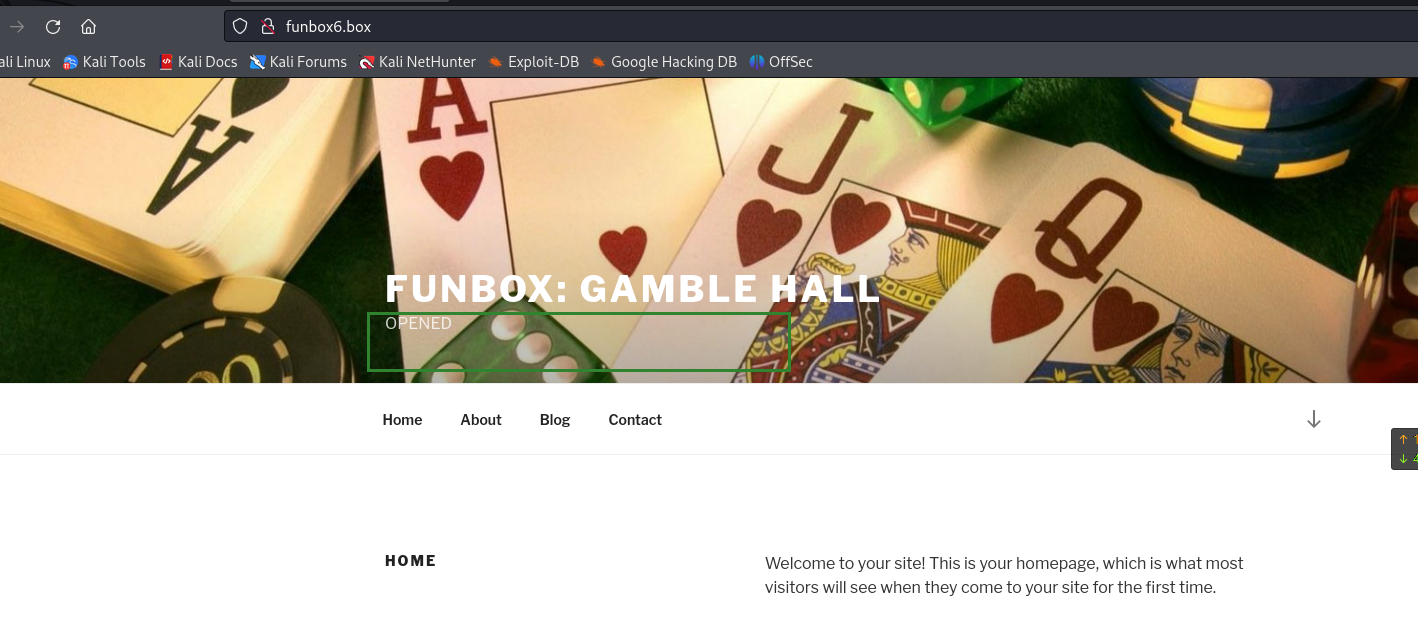 funbox6.box
ali Linux Kali Tools Kali Docs Kali Forums Kali NetHunter Exploit-DB Google Hacking DB OffSec
A
A J Q
FUNBOX: GAMBLE HALL
OPENED
Home About Blog Contact
↑ 1
↓ 4
HOME
Welcome to your site! This is your homepage, which is what most
visitors will see when they come to your site for the first time.